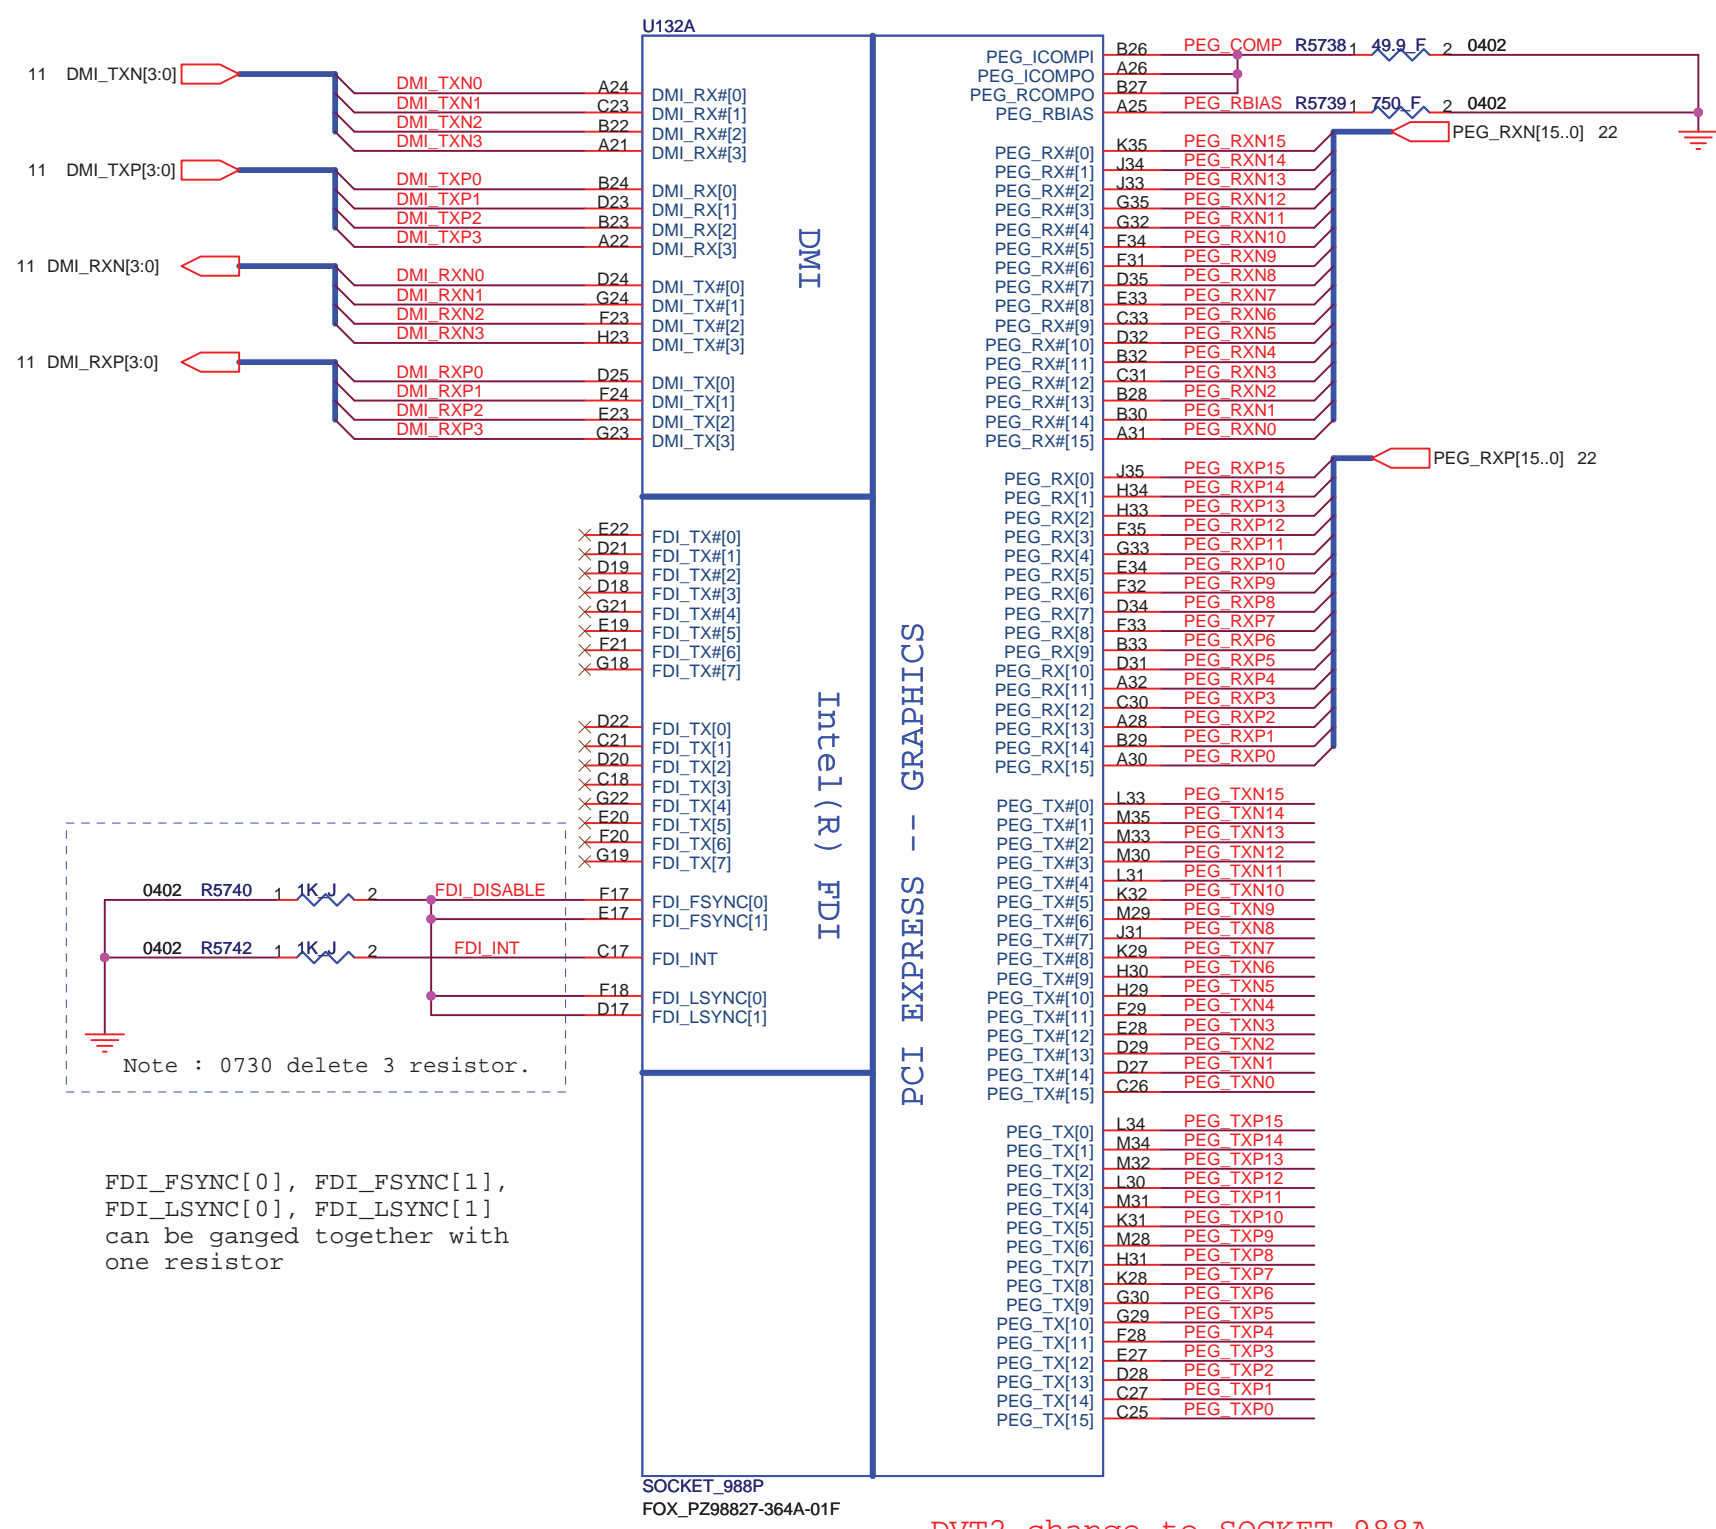 U132A
11 DMI_TXN[3:0]
DMI_TXN0 A24 DMI_RX#[0]
DMI_TXN1 C23 DMI_RX#[1]
DMI_TXN2 B22 DMI_RX#[2]
DMI_TXN3 A21 DMI_RX#[3]
11 DMI_TXP[3:0]
DMI_TXP0 B24 DMI_RX[0]
DMI_TXP1 D23 DMI_RX[1]
DMI_TXP2 B23 DMI_RX[2]
DMI_TXP3 A22 DMI_RX[3]
11 DMI_RXN[3:0]
DMI_RXN0 D24 DMI_TX#[0]
DMI_RXN1 G24 DMI_TX#[1]
DMI_RXN2 F23 DMI_TX#[2]
DMI_RXN3 H23 DMI_TX#[3]
11 DMI_RXP[3:0]
DMI_RXP0 D25 DMI_TX[0]
DMI_RXP1 F24 DMI_TX[1]
DMI_RXP2 E23 DMI_TX[2]
DMI_RXP3 G23 DMI_TX[3]
DMI
E22 FDI_TX#[0]
D21 FDI_TX#[1]
D19 FDI_TX#[2]
D18 FDI_TX#[3]
G21 FDI_TX#[4]
E19 FDI_TX#[5]
F21 FDI_TX#[6]
G18 FDI_TX#[7]
D22 FDI_TX[0]
C21 FDI_TX[1]
D20 FDI_TX[2]
C18 FDI_TX[3]
G22 FDI_TX[4]
E20 FDI_TX[5]
F20 FDI_TX[6]
G19 FDI_TX[7]
Intel(R) FDI
0402 R5740 1 1K_J 2 FDI_DISABLE F17 FDI_FSYNC[0]
E17 FDI_FSYNC[1]
0402 R5742 1 1K_J 2 FDI_INT C17 FDI_INT
F18 FDI_LSYNC[0]
D17 FDI_LSYNC[1]
Note : 0730 delete 3 resistor.
FDI_FSYNC[0], FDI_FSYNC[1],
FDI_LSYNC[0], FDI_LSYNC[1]
can be ganged together with
one resistor
PCI EXPRESS -- GRAPHICS
PEG_ICOMPI B26 PEG_COMP R5738 1 49.9_F 2 0402
PEG_ICOMPO A26
PEG_RCOMPO B27
PEG_RBIAS A25 PEG_RBIAS R5739 1 750_F 2 0402
PEG_RXN[15..0] 22
PEG_RX#[0] K35 PEG_RXN15
PEG_RX#[1] J34 PEG_RXN14
PEG_RX#[2] J33 PEG_RXN13
PEG_RX#[3] G35 PEG_RXN12
PEG_RX#[4] G32 PEG_RXN11
PEG_RX#[5] F34 PEG_RXN10
PEG_RX#[6] F31 PEG_RXN9
PEG_RX#[7] D35 PEG_RXN8
PEG_RX#[8] E33 PEG_RXN7
PEG_RX#[9] C33 PEG_RXN6
PEG_RX#[10] D32 PEG_RXN5
PEG_RX#[11] B32 PEG_RXN4
PEG_RX#[12] C31 PEG_RXN3
PEG_RX#[13] B28 PEG_RXN2
PEG_RX#[14] B30 PEG_RXN1
PEG_RX#[15] A31 PEG_RXN0
PEG_RXP[15..0] 22
PEG_RX[0] J35 PEG_RXP15
PEG_RX[1] H34 PEG_RXP14
PEG_RX[2] H33 PEG_RXP13
PEG_RX[3] F35 PEG_RXP12
PEG_RX[4] G33 PEG_RXP11
PEG_RX[5] E34 PEG_RXP10
PEG_RX[6] F32 PEG_RXP9
PEG_RX[7] D34 PEG_RXP8
PEG_RX[8] F33 PEG_RXP7
PEG_RX[9] B33 PEG_RXP6
PEG_RX[10] D31 PEG_RXP5
PEG_RX[11] A32 PEG_RXP4
PEG_RX[12] C30 PEG_RXP3
PEG_RX[13] A28 PEG_RXP2
PEG_RX[14] B29 PEG_RXP1
PEG_RX[15] A30 PEG_RXP0
PEG_TX#[0] L33 PEG_TXN15
PEG_TX#[1] M35 PEG_TXN14
PEG_TX#[2] M33 PEG_TXN13
PEG_TX#[3] M30 PEG_TXN12
PEG_TX#[4] L31 PEG_TXN11
PEG_TX#[5] K32 PEG_TXN10
PEG_TX#[6] M29 PEG_TXN9
PEG_TX#[7] J31 PEG_TXN8
PEG_TX#[8] K29 PEG_TXN7
PEG_TX#[9] H30 PEG_TXN6
PEG_TX#[10] H29 PEG_TXN5
PEG_TX#[11] F29 PEG_TXN4
PEG_TX#[12] E28 PEG_TXN3
PEG_TX#[13] D29 PEG_TXN2
PEG_TX#[14] D27 PEG_TXN1
PEG_TX#[15] C26 PEG_TXN0
PEG_TX[0] L34 PEG_TXP15
PEG_TX[1] M34 PEG_TXP14
PEG_TX[2] M32 PEG_TXP13
PEG_TX[3] L30 PEG_TXP12
PEG_TX[4] M31 PEG_TXP11
PEG_TX[5] K31 PEG_TXP10
PEG_TX[6] M28 PEG_TXP9
PEG_TX[7] H31 PEG_TXP8
PEG_TX[8] K28 PEG_TXP7
PEG_TX[9] G30 PEG_TXP6
PEG_TX[10] G29 PEG_TXP5
PEG_TX[11] F28 PEG_TXP4
PEG_TX[12] E27 PEG_TXP3
PEG_TX[13] D28 PEG_TXP2
PEG_TX[14] C27 PEG_TXP1
PEG_TX[15] C25 PEG_TXP0
SOCKET_988P
FOX_PZ98827-364A-01F
DVT2 change to SOCKET 988A